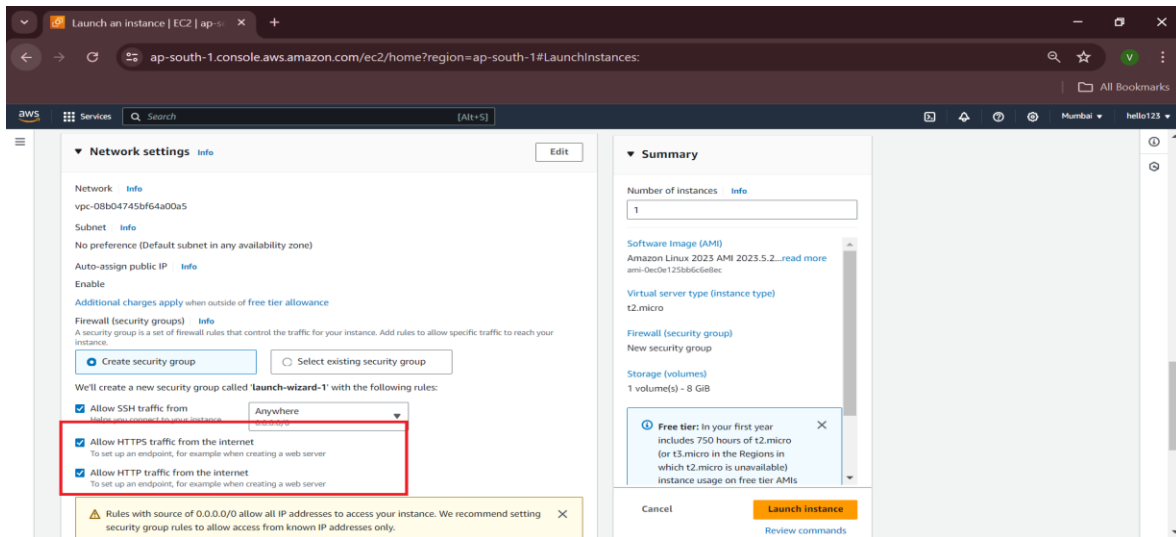 Launch an instance | EC2 | ap-s
ap-south-1.console.aws.amazon.com/ec2/home?region=ap-south-1#LaunchInstances:
V
All Bookmarks
aws
Services
Search
[Alt+S]
Mumbai
hello123
Network settings Info
Edit
Network Info
vpc-08b04745bf64a00a5
Subnet Info
No preference (Default subnet in any availability zone)
Auto-assign public IP Info
Enable
Additional charges apply when outside of free tier allowance
Firewall (security groups) Info
A security group is a set of firewall rules that control the traffic for your instance. Add rules to allow specific traffic to reach your
instance.
Create security group
Select existing security group
We'll create a new security group called 'launch-wizard-1' with the following rules:
Allow SSH traffic from
Helps you connect to your instance
Anywhere
0.0.0.0/0
Allow HTTPS traffic from the internet
To set up an endpoint, for example when creating a web server
Allow HTTP traffic from the internet
To set up an endpoint, for example when creating a web server
Rules with source of 0.0.0.0/0 allow all IP addresses to access your instance. We recommend setting
security group rules to allow access from known IP addresses only.
Summary
Number of instances Info
1
Software Image (AMI)
Amazon Linux 2023 AMI 2023.5.2...read more
ami-0ec0e125bb6c6e8ec
Virtual server type (instance type)
t2.micro
Firewall (security group)
New security group
Storage (volumes)
1 volume(s) - 8 GiB
Free tier: In your first year
includes 750 hours of t2.micro
(or t3.micro in the Regions in
which t2.micro is unavailable)
instance usage on free tier AMIs
Cancel
Launch instance
Review commands